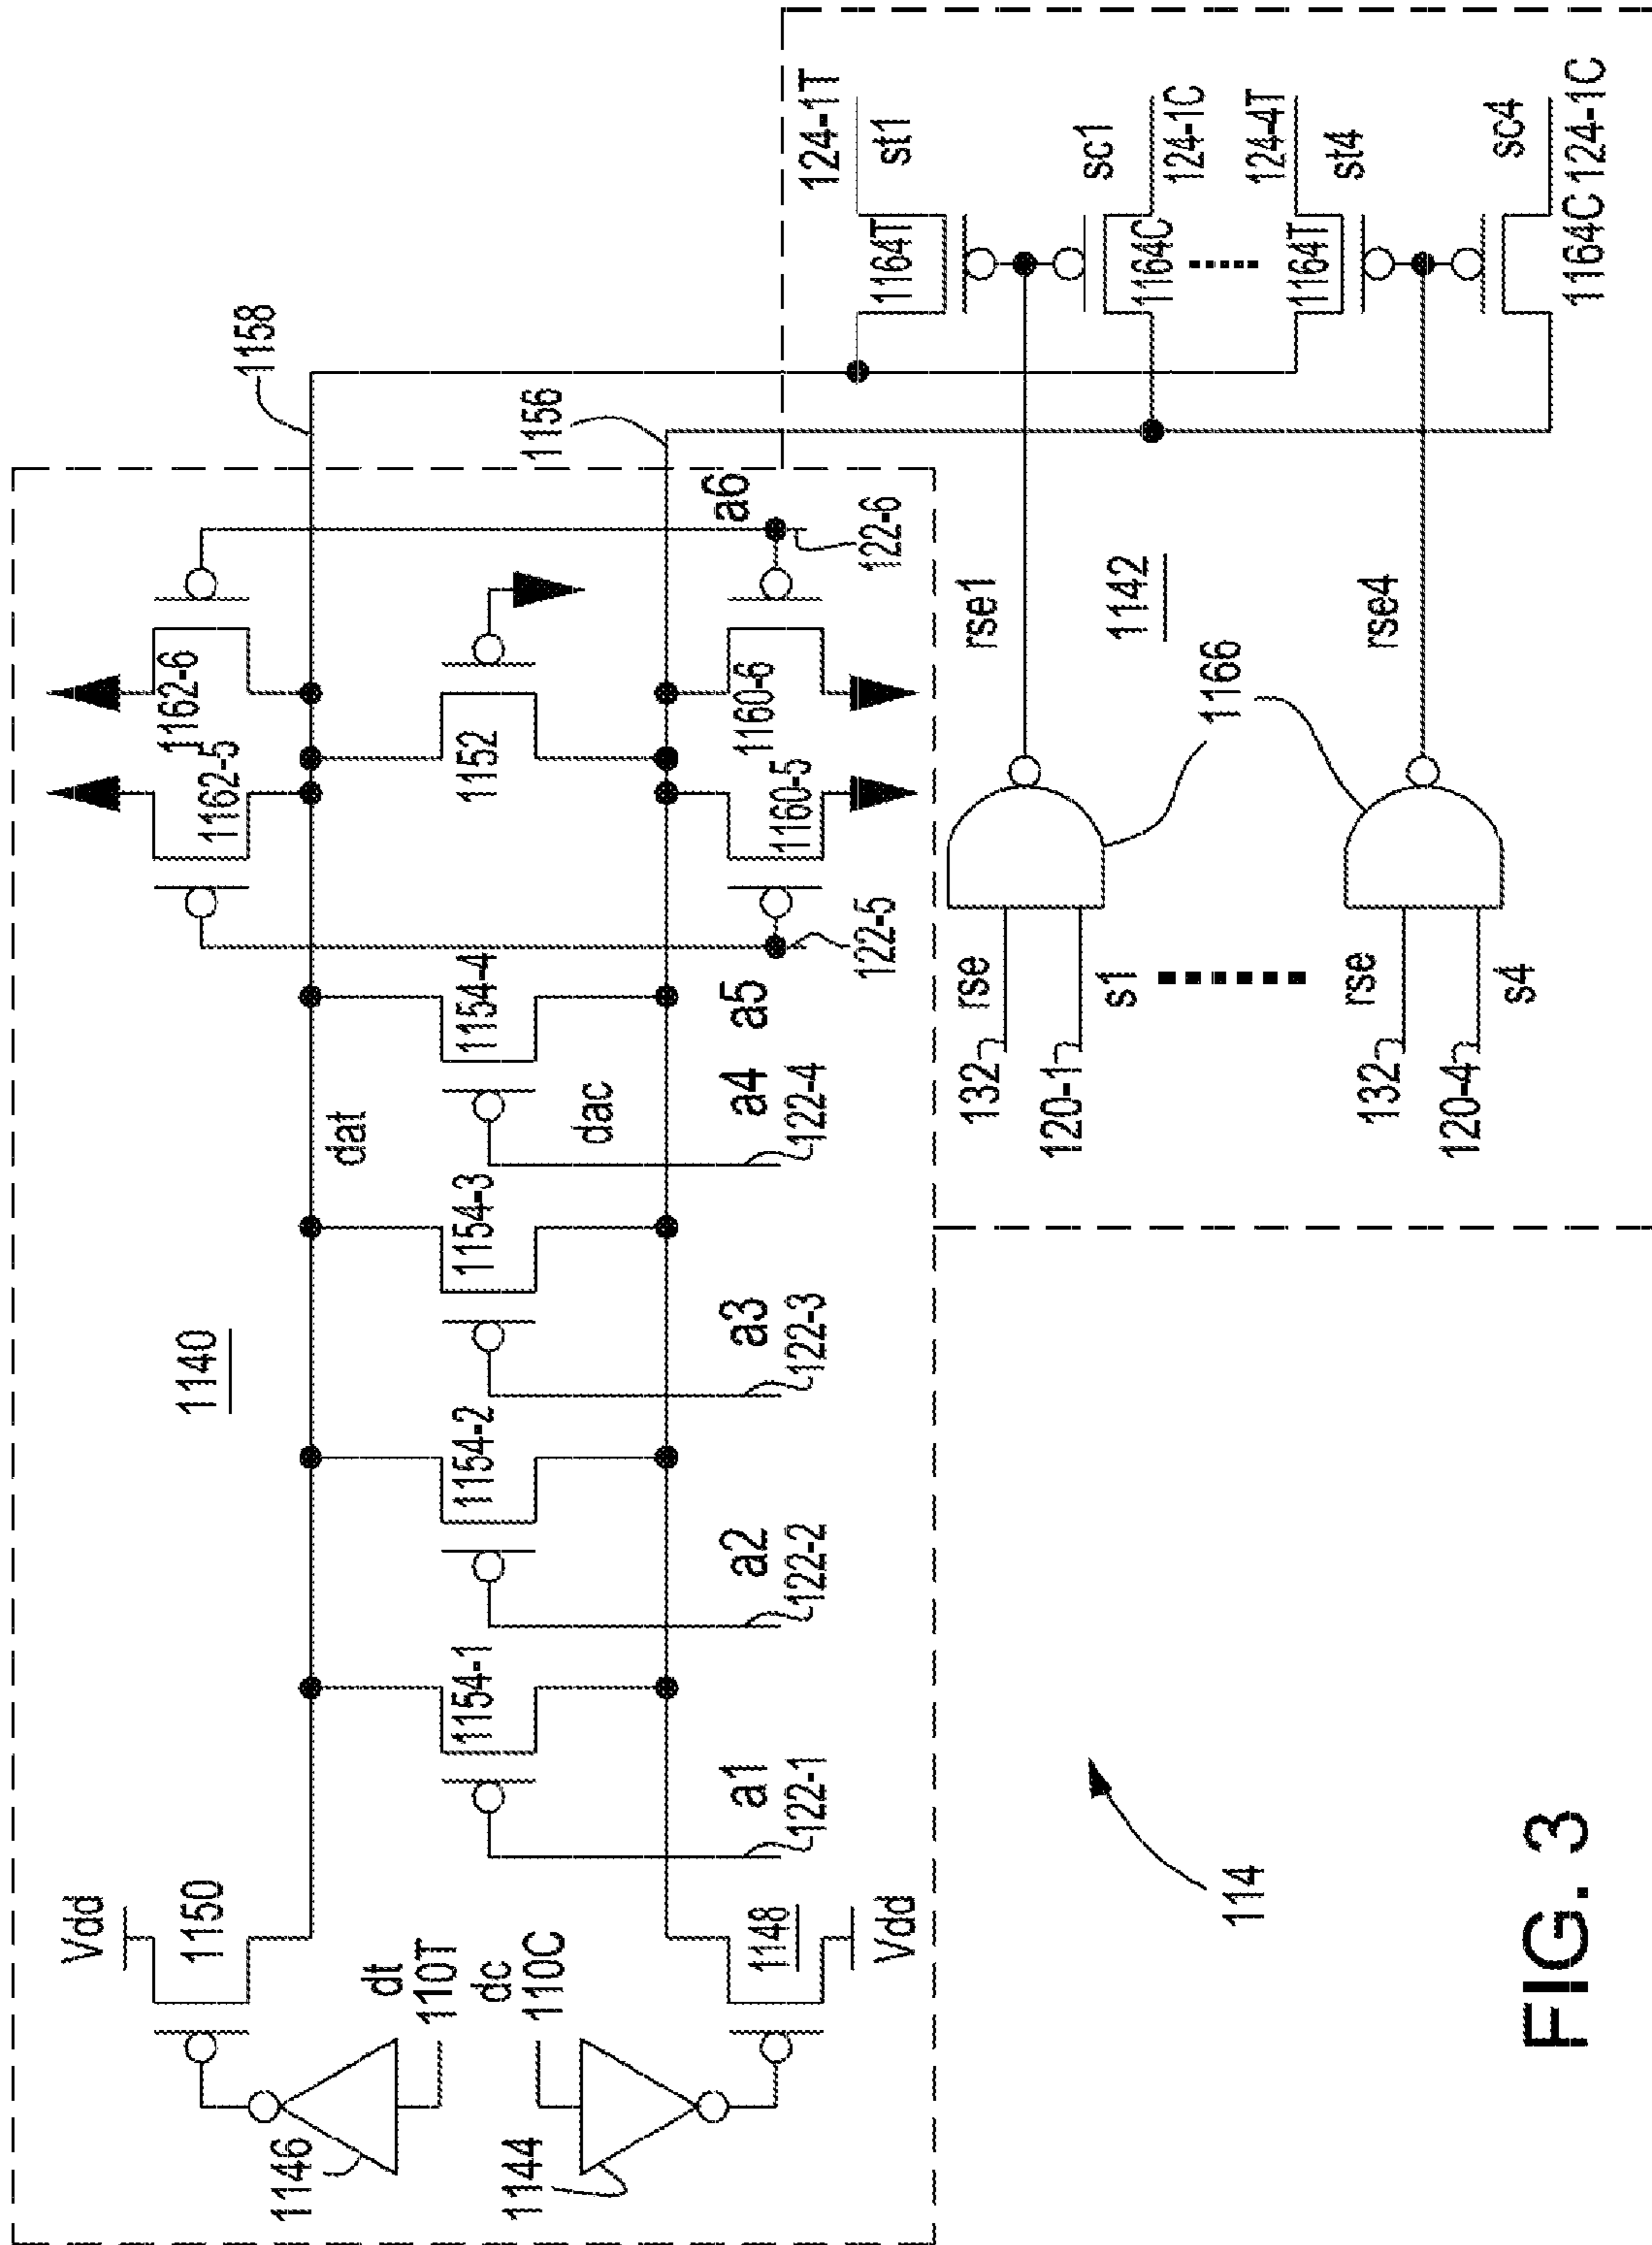 1140
1158
1156
Vdd
1150
1162-5
1162-6
dat
dac
1146
dt
110T
dc
110C
1144
1154-1
1154-2
1154-3
1154-4
1152
1148
Vdd
1160-5
1160-6
a1
122-1
a2
122-2
a3
122-3
a4
122-4
a5
122-5
a6
122-6
124-1T
st1
1164T
sc1
1164C
124-1C
124-4T
1164T
st4
sc4
1164C 124-1C
132
rse
120-1
s1
rse1
1142
1166
132
rse
120-4
s4
rse4
114
FIG. 3